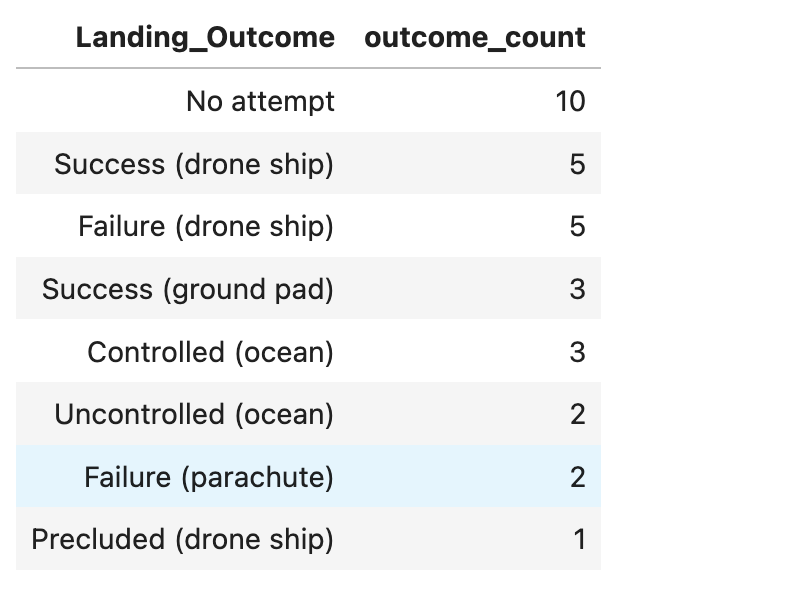 Landing_Outcome outcome_count
No attempt 10
Success (drone ship) 5
Failure (drone ship) 5
Success (ground pad) 3
Controlled (ocean) 3
Uncontrolled (ocean) 2
Failure (parachute) 2
Precluded (drone ship) 1